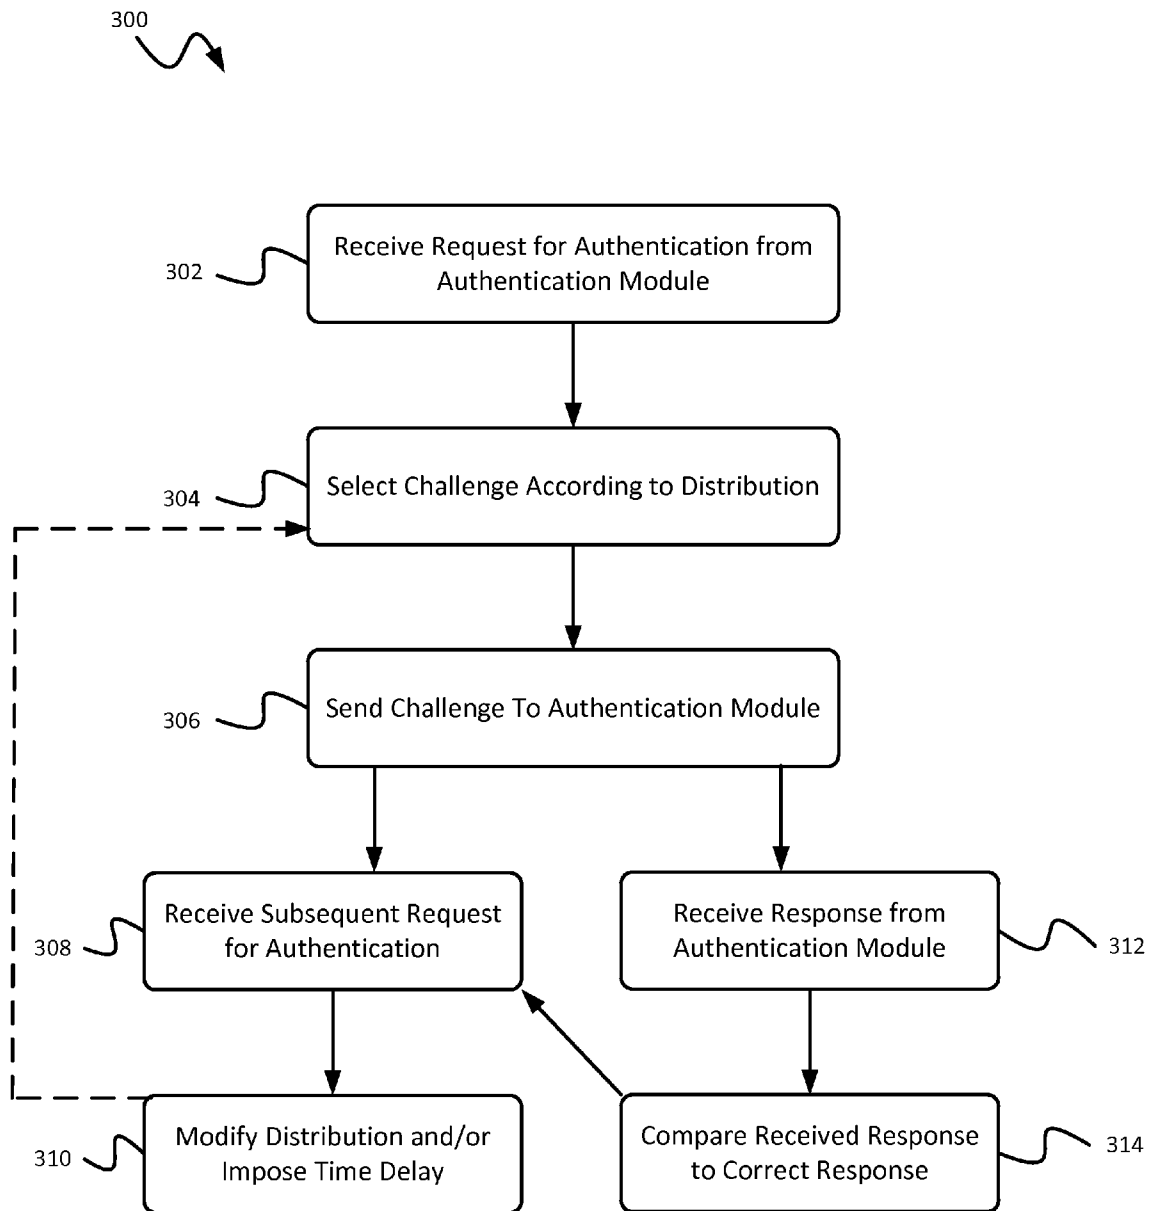 300
Receive Request for Authentication from
Authentication Module
302
Select Challenge According to Distribution
304
Send Challenge To Authentication Module
306
Receive Subsequent Request
for Authentication
308
Receive Response from
Authentication Module
312
Modify Distribution and/or
Impose Time Delay
310
Compare Received Response
to Correct Response
314